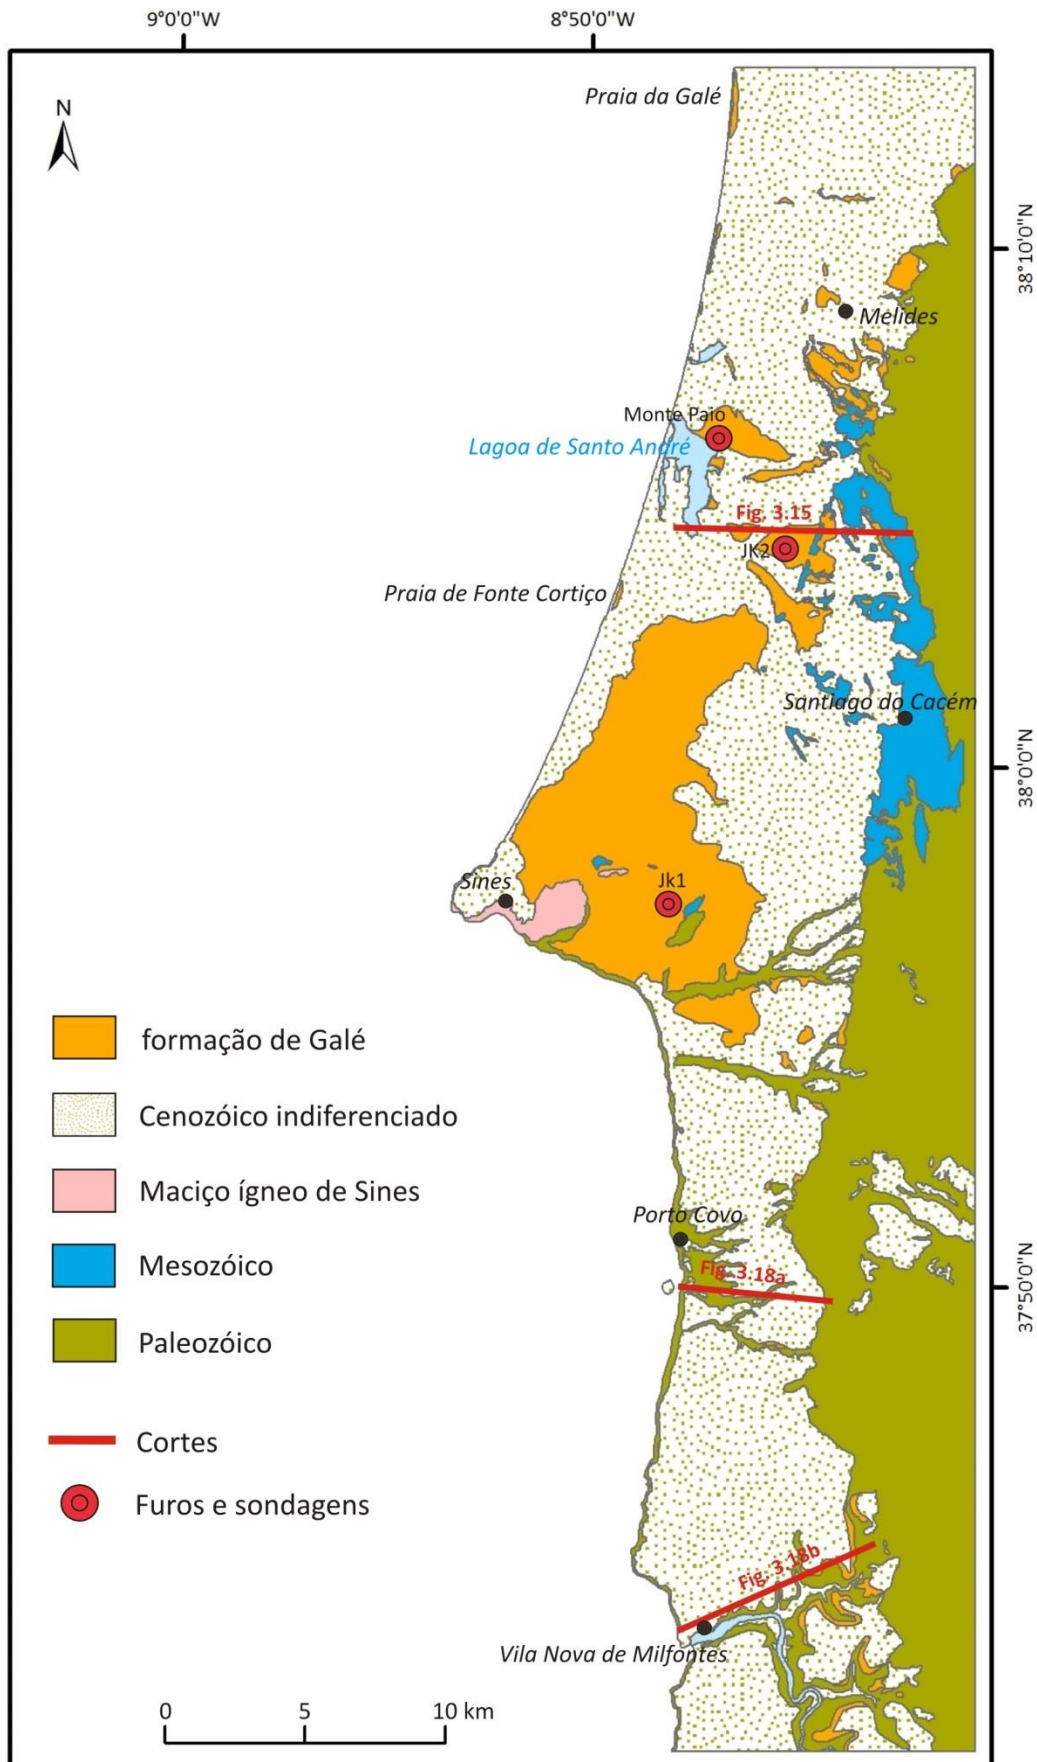 9°0'0"W
8°50'0"W
N
Praia da Galé
38°10'0"N
Melides
Monte Paio
Lagoa de Santo André
Fig. 3.15
JK2
Praia de Fonte Cortiço
Santiago do Cacém
38°0'0"N
Jk1
Sines
formação de Galé
Cenozóico indiferenciado
Maciço ígneo de Sines
Porto Covo
Mesozóico
Fig. 3.18a
37°50'0"N
Paleozóico
Cortes
Furos e sondagens
Fig. 3.18b
Vila Nova de Milfontes
0 5 10 km